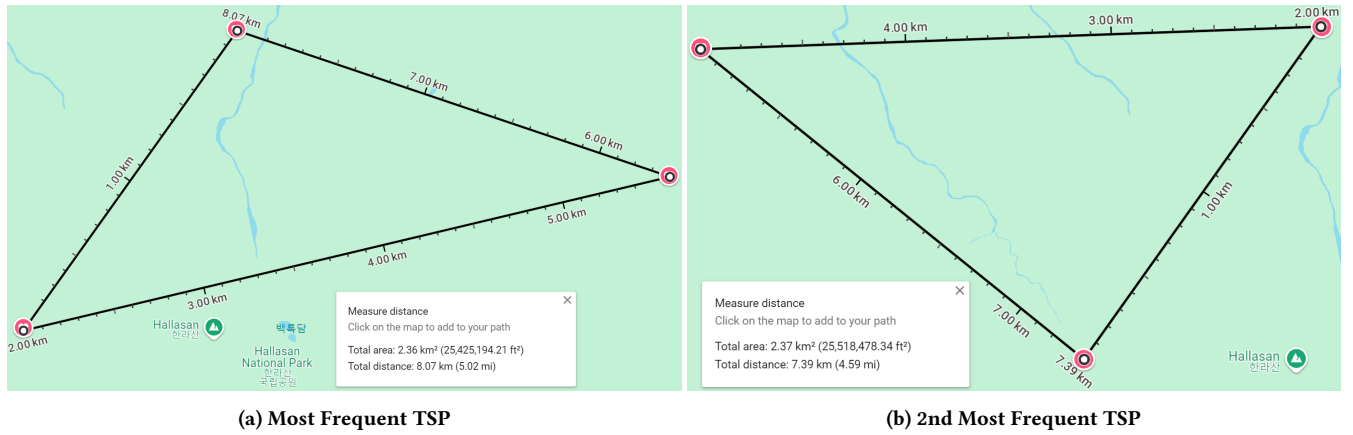 8.07 km
7.00 km
6.00 km
1.00 km
5.00 km
4.00 km
3.00 km
2.00 km
Hallasan
한라산
백록담
Hallasan
National Park
한라산
국립공원
Measure distance
Click on the map to add to your path
Total area: 2.36 km² (25,425,194.21 ft²)
Total distance: 8.07 km (5.02 mi)
(a) Most Frequent TSP
2.00 km
3.00 km
4.00 km
1.00 km
6.00 km
7.00 km
7.39 km
Hallasan
한라산
Measure distance
Click on the map to add to your path
Total area: 2.37 km² (25,518,478.34 ft²)
Total distance: 7.39 km (4.59 mi)
(b) 2nd Most Frequent TSP